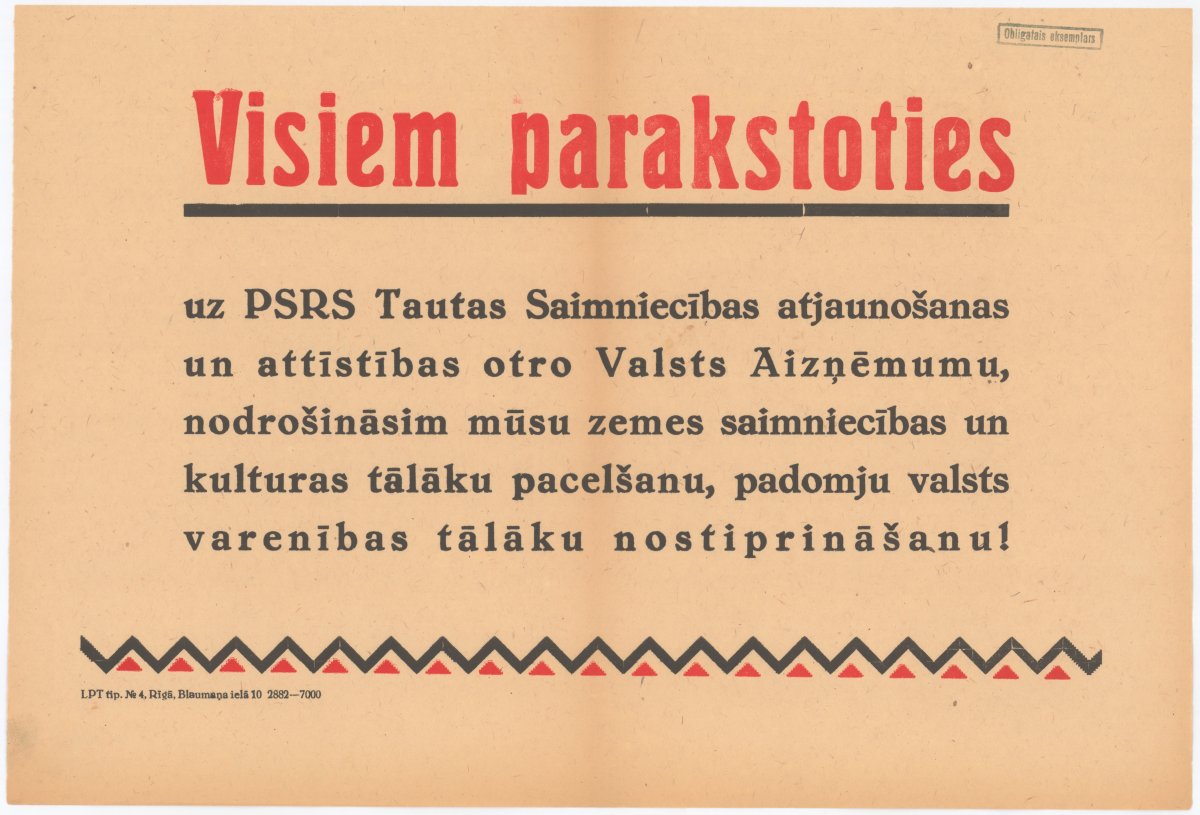 Obligatais eksemplars
Visiem parakstoties
uz PSRS Tautas Saimniecības atjaunošanas
un attīstības otro Valsts Aizņēmumu,
nodrošināsim mūsu zemes saimniecības un
kulturas tālāku pacelšanu, padomju valsts
varenības tālāku nostiprināšanu!
LPT tip. № 4, Rīgā, Blaumaņa ielā 10 2882—7000